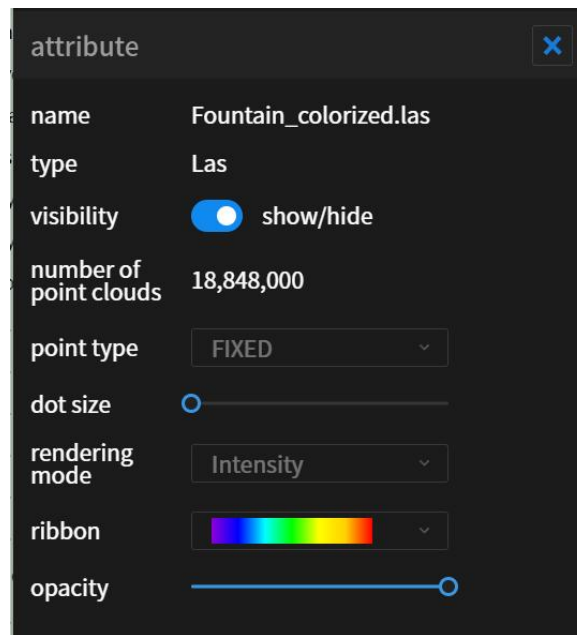 attribute
name Fountain_colorized.las
type Las
visibility show/hide
number of
point clouds 18,848,000
point type FIXED
dot size
rendering
mode Intensity
ribbon
opacity